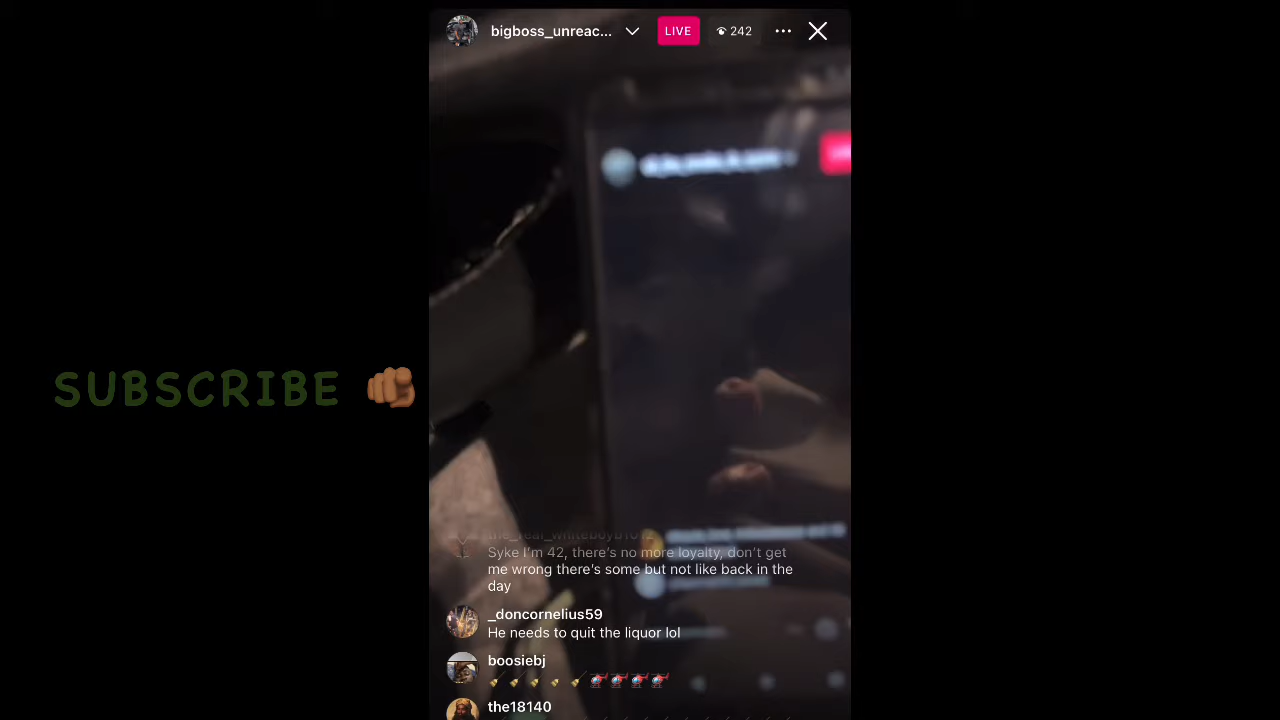 bigboss_unreac...
LIVE
242
SUBSCRIBE
the_real_whiteboyb1012
Syke I'm 42, there's no more loyalty, don't get
me wrong there's some but not like back in the
day
_doncornelius59
He needs to quit the liquor lol
boosiebj
the18140